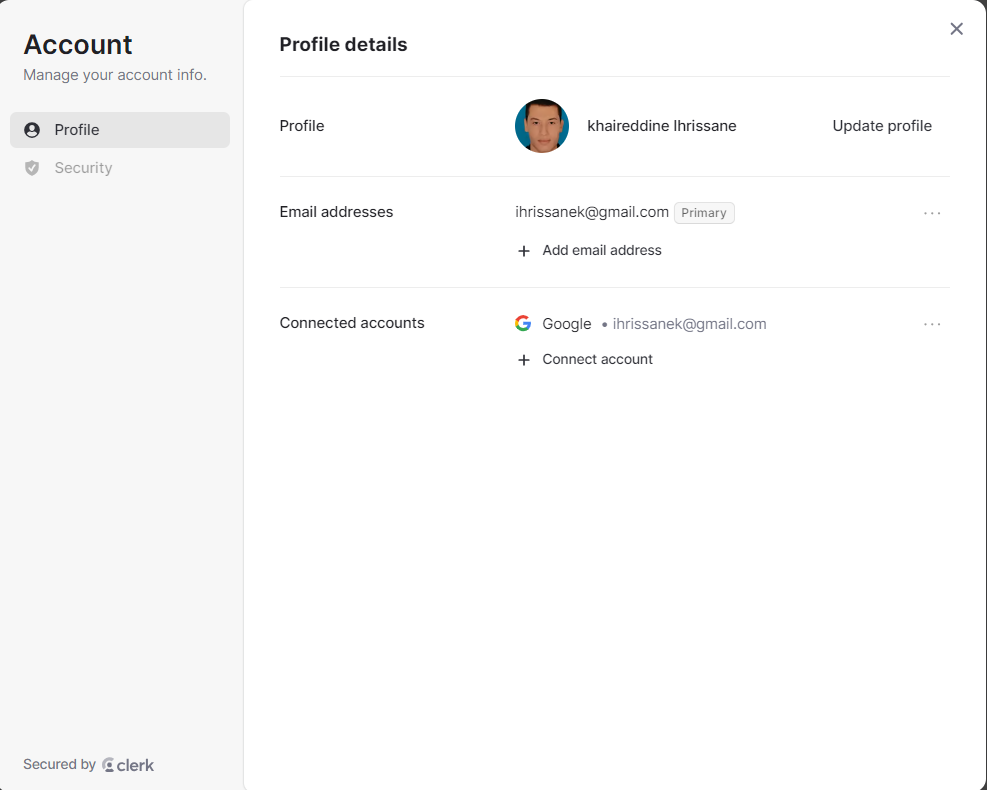 Account
Manage your account info.
Profile
Security
Secured by clerk
Profile details
Profile
khaireddine Ihrissane
Update profile
Email addresses
ihrissanek@gmail.com Primary
Add email address
Connected accounts
Google • ihrissanek@gmail.com
Connect account